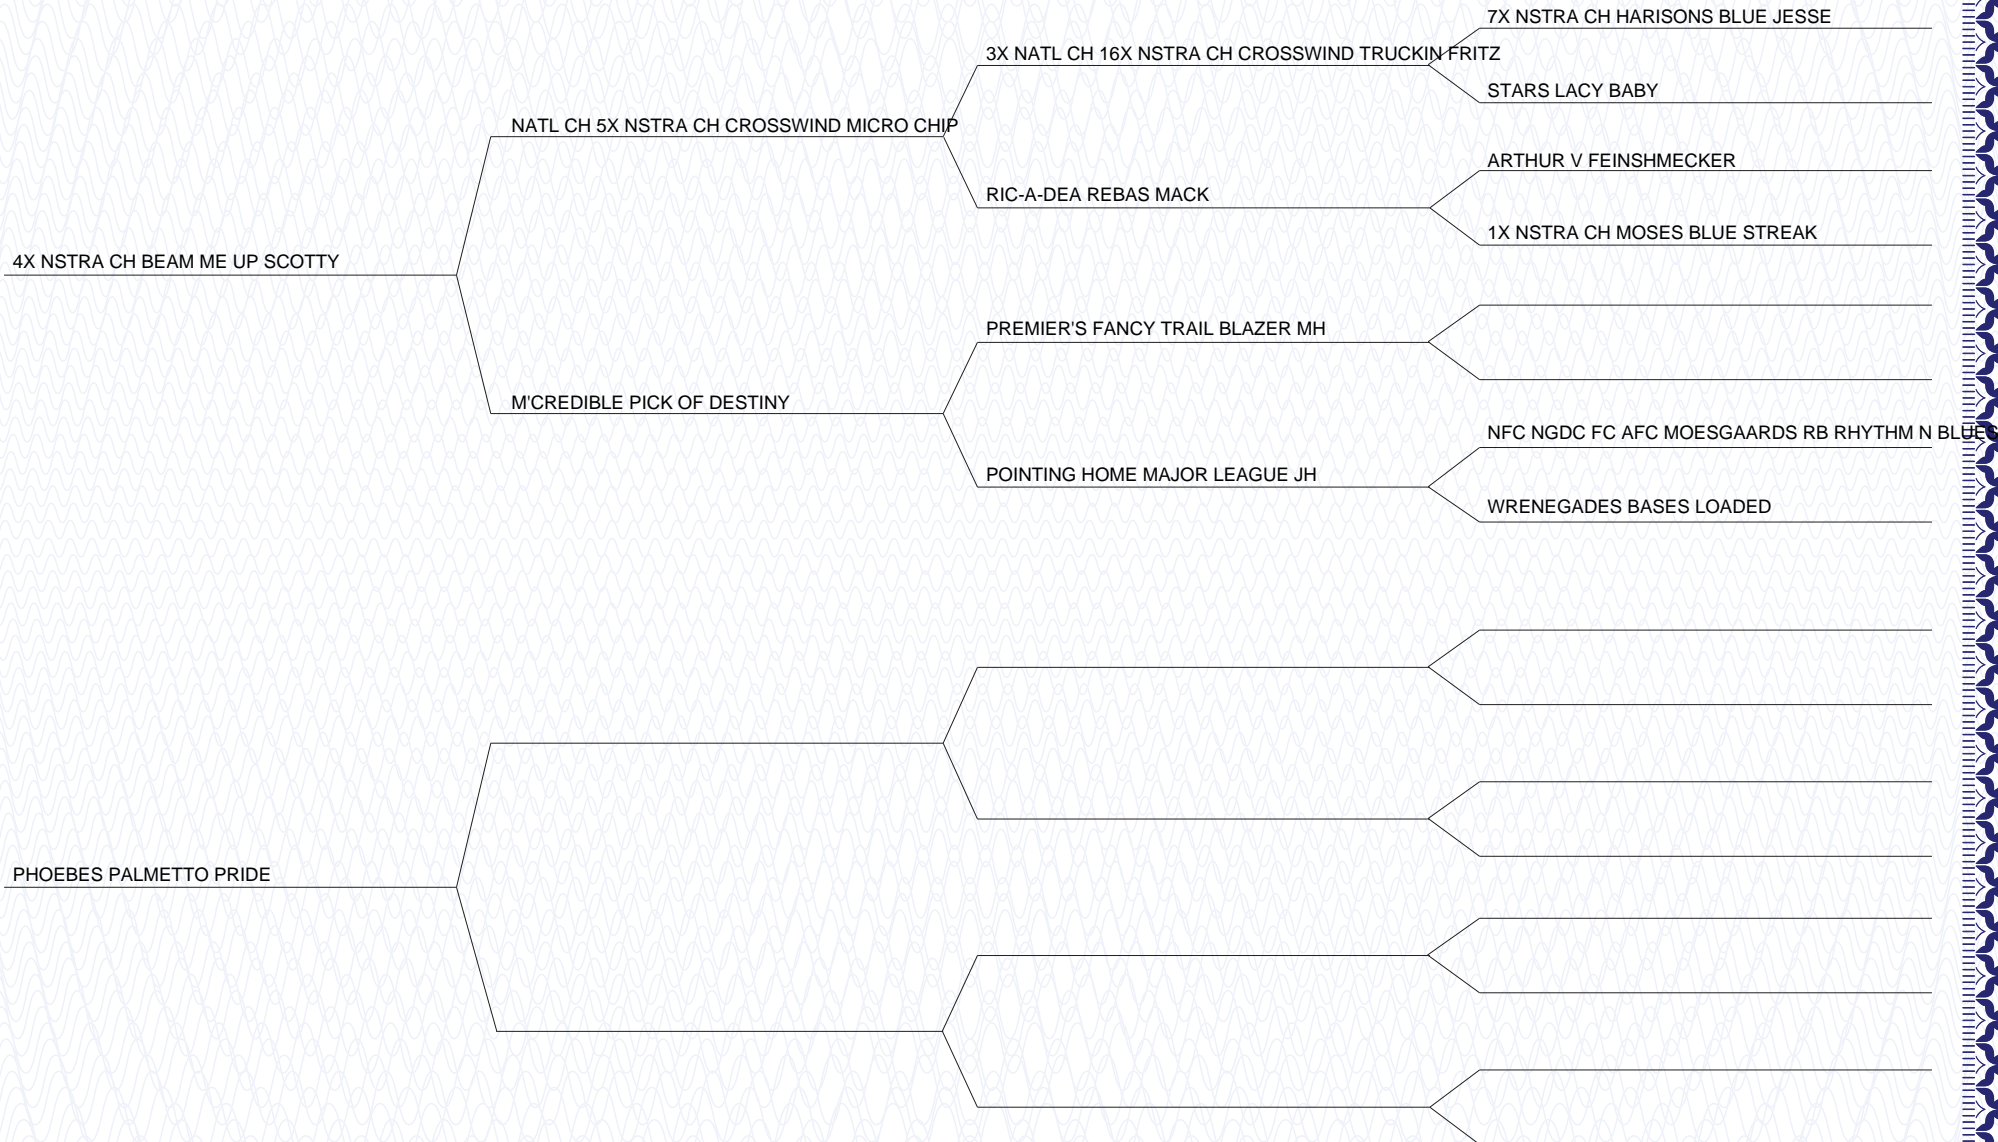 7X NSTRA CH HARISONS BLUE JESSE
3X NATL CH 16X NSTRA CH CROSSWIND TRUCKIN FRITZ
STARS LACY BABY
NATL CH 5X NSTRA CH CROSSWIND MICRO CHIP
ARTHUR V FEINSHMECKER
RIC-A-DEA REBAS MACK
1X NSTRA CH MOSES BLUE STREAK
4X NSTRA CH BEAM ME UP SCOTTY
PREMIER'S FANCY TRAIL BLAZER MH
M'CREDIBLE PICK OF DESTINY
NFC NGDC FC AFC MOESGAARDS RB RHYTHM N BLUES
POINTING HOME MAJOR LEAGUE JH
WRENEGADES BASES LOADED
PHOEBES PALMETTO PRIDE